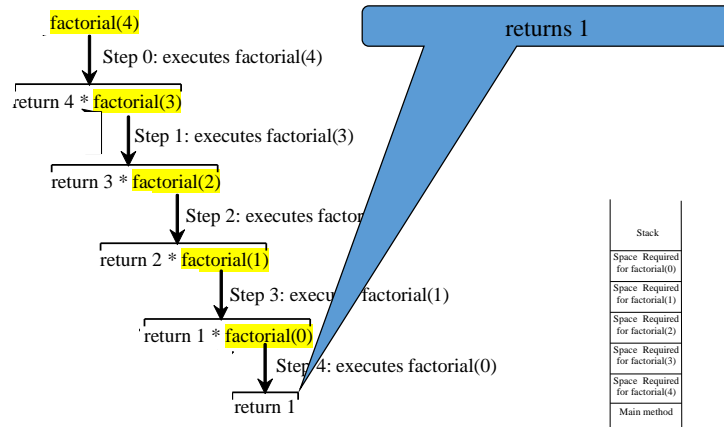 factorial(4)
returns 1
Step 0: executes factorial(4)
return 4 * factorial(3)
Step 1: executes factorial(3)
return 3 * factorial(2)
Step 2: executes
return 2 * factorial(1)
Step 3: factorial(1)
return 1 * factorial(0)
Step 4: executes factorial(0)
return 1
Stack
Space Required
for factorial(0)
Space Required
for factorial(1)
Space Required
for factorial(2)
Space Required
for factorial(3)
Space Required
for factorial(4)
Main method